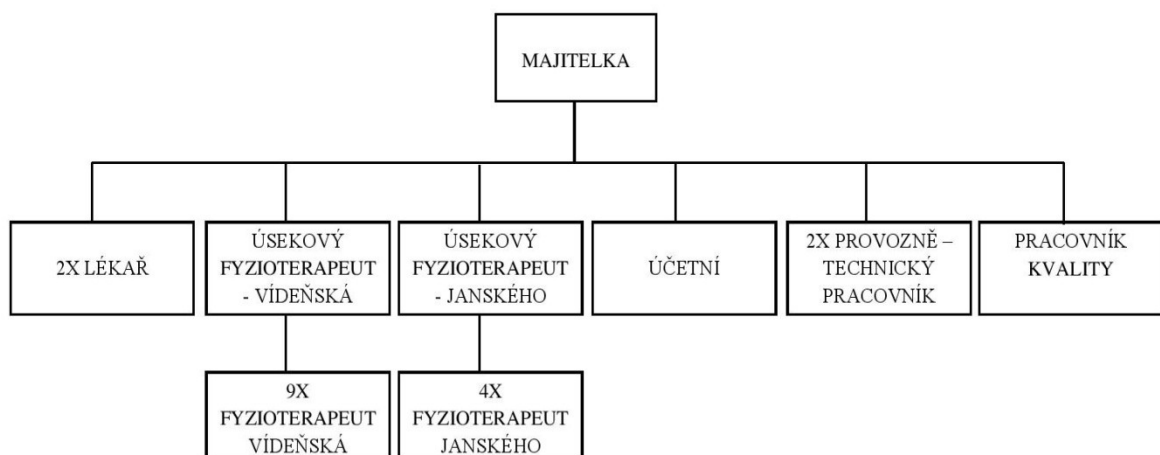 MAJITELKA
2X LÉKAŘ
ÚSEKOVÝ
FYZIOTERAPEUT
- VÍDEŇSKÁ
ÚSEKOVÝ
FYZIOTERAPEUT
- JANSKÉHO
ÚČETNÍ
2X PROVOZNĚ –
TECHNICKÝ
PRACOVNÍK
PRACOVNÍK
KVALITY
9X
FYZIOTERAPEUT
VÍDEŇSKÁ
4X
FYZIOTERAPEUT
JANSKÉHO